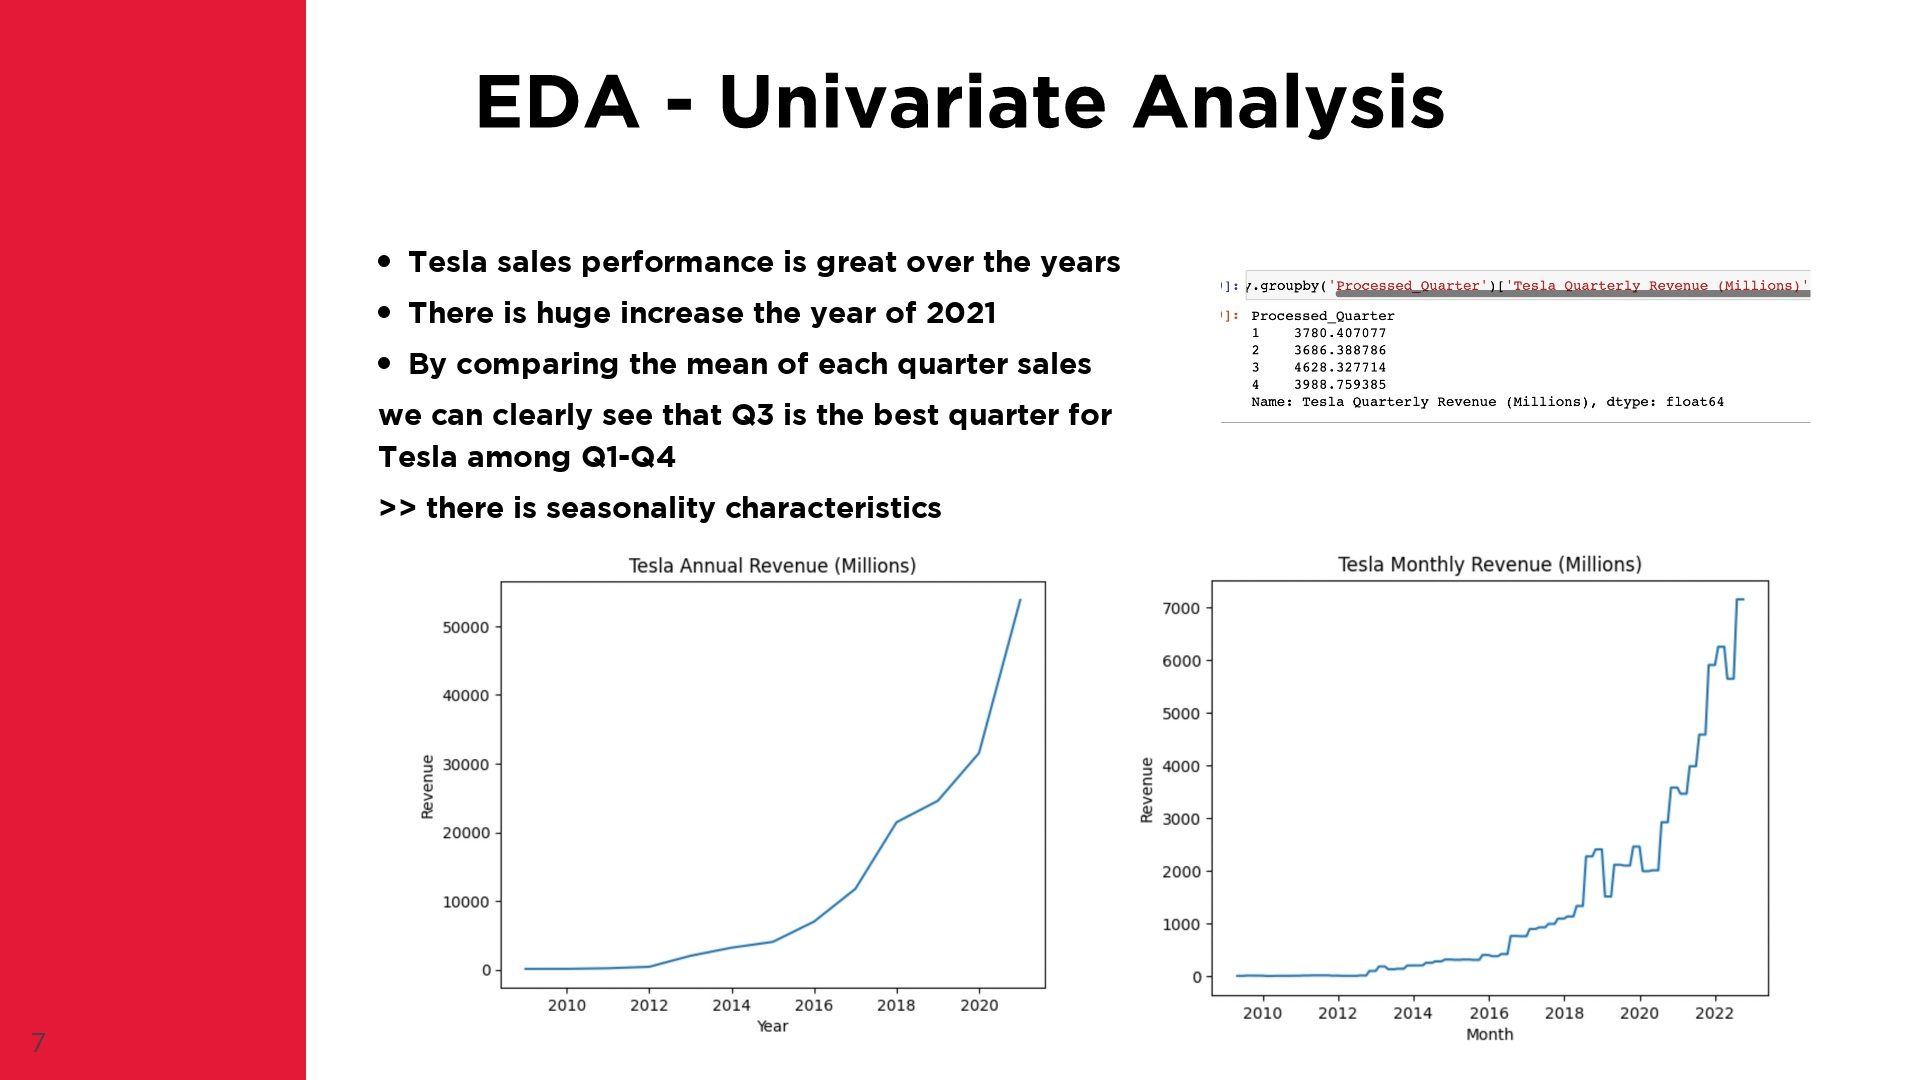 EDA - Univariate Analysis
• Tesla sales performance is great over the years
• There is huge increase the year of 2021
• By comparing the mean of each quarter sales
we can clearly see that Q3 is the best quarter for
Tesla among Q1-Q4
>> there is seasonality characteristics
]: y.groupby('Processed_Quarter')['Tesla Quarterly Revenue (Millions)'
]: Processed_Quarter
1 3780.407077
2 3686.388786
3 4628.327714
4 3988.759385
Name: Tesla Quarterly Revenue (Millions), dtype: float64
Tesla Annual Revenue (Millions)
50000
40000
30000
20000
10000
0
Revenue
2010 2012 2014 2016 2018 2020
Year
Tesla Monthly Revenue (Millions)
7000
6000
5000
4000
3000
2000
1000
0
Revenue
2010 2012 2014 2016 2018 2020 2022
Month
7